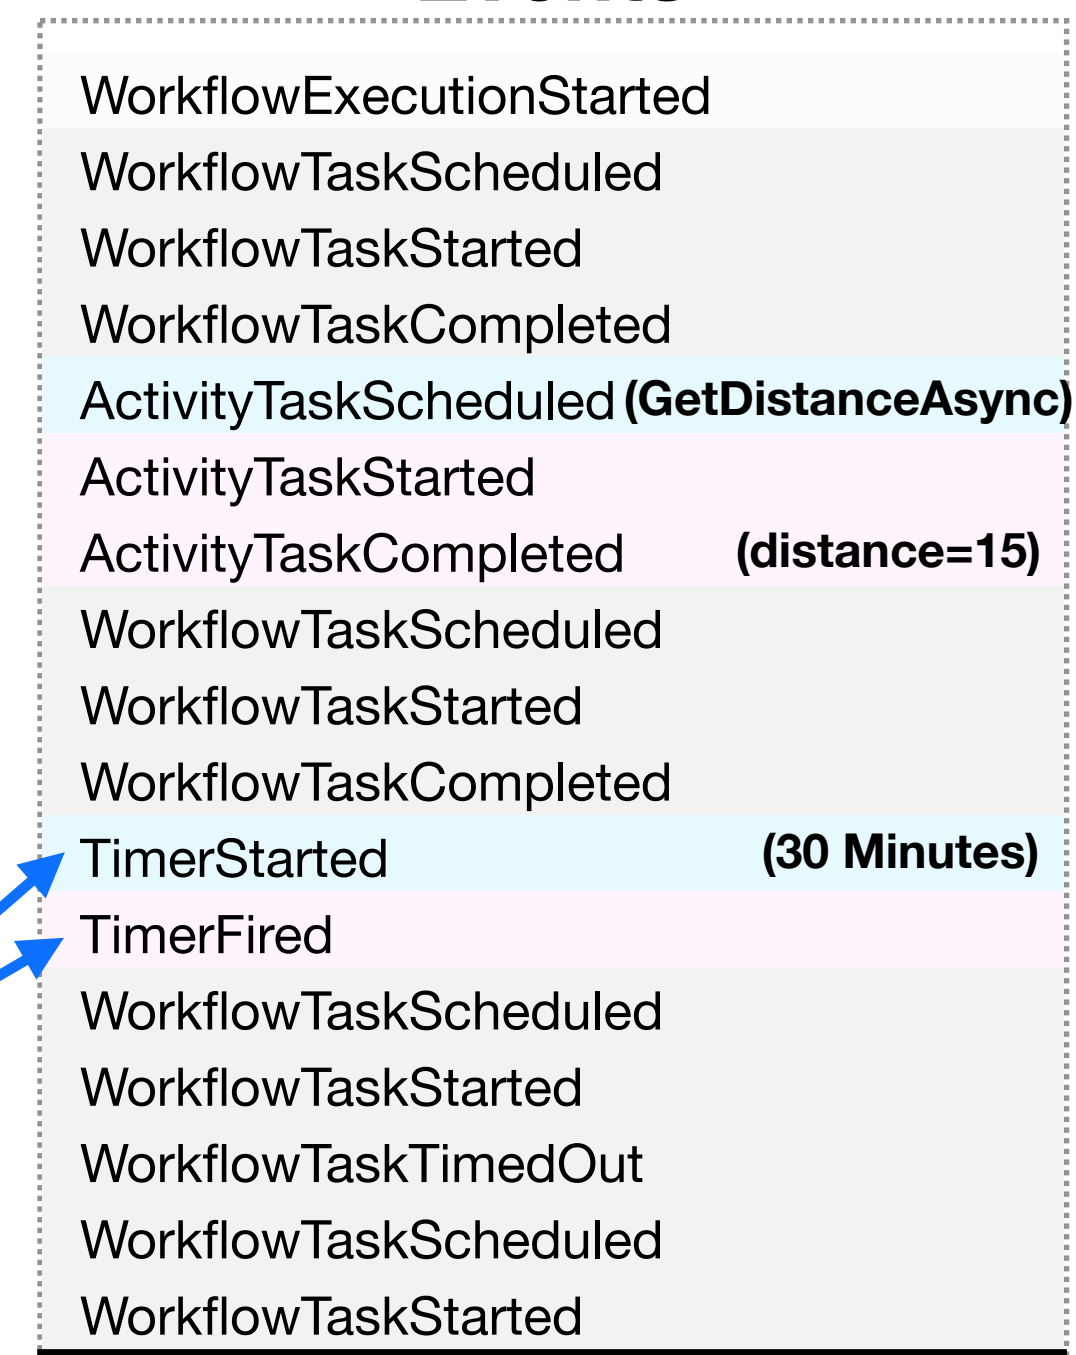 WorkflowExecutionStarted
WorkflowTaskScheduled
WorkflowTaskStarted
WorkflowTaskCompleted
ActivityTaskScheduled (GetDistanceAsync)
ActivityTaskStarted
ActivityTaskCompleted (distance=15)
WorkflowTaskScheduled
WorkflowTaskStarted
WorkflowTaskCompleted
TimerStarted (30 Minutes)
TimerFired
WorkflowTaskScheduled
WorkflowTaskStarted
WorkflowTaskTimedOut
WorkflowTaskScheduled
WorkflowTaskStarted